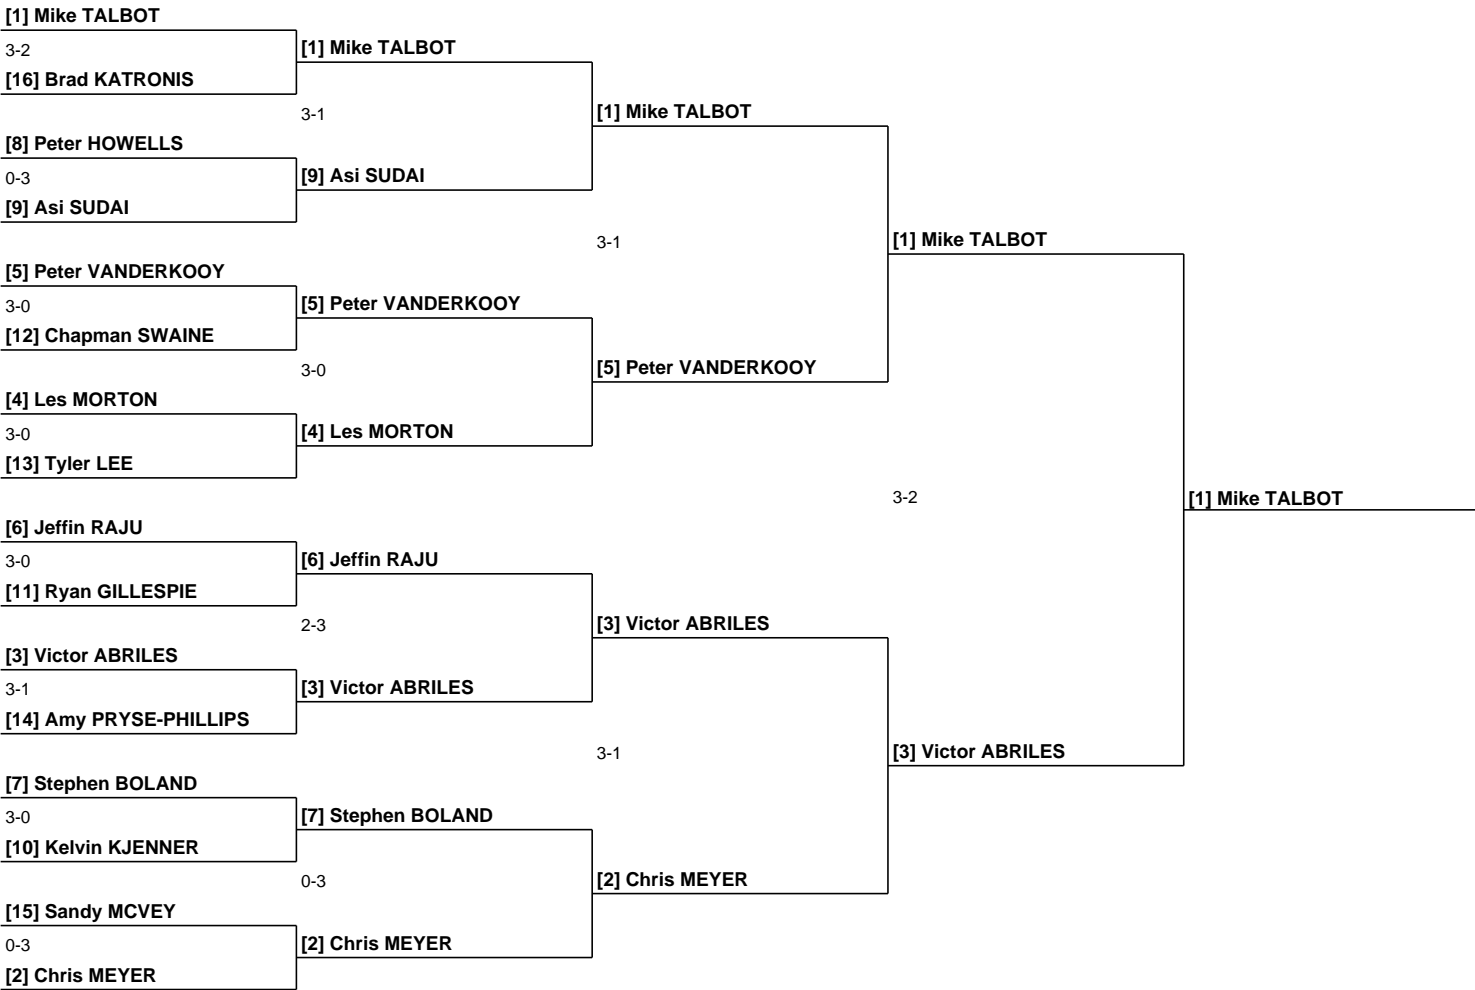 [1] Mike TALBOT
3-2
[16] Brad KATRONIS
[8] Peter HOWELLS
0-3
[9] Asi SUDAI
[5] Peter VANDERKOOY
3-0
[12] Chapman SWAINE
[4] Les MORTON
3-0
[13] Tyler LEE
[6] Jeffin RAJU
3-0
[11] Ryan GILLESPIE
[3] Victor ABRILES
3-1
[14] Amy PRYSE-PHILLIPS
[7] Stephen BOLAND
3-0
[10] Kelvin KJENNER
[15] Sandy MCVEY
0-3
[2] Chris MEYER
[1] Mike TALBOT
3-1
[9] Asi SUDAI
[5] Peter VANDERKOOY
3-0
[4] Les MORTON
[6] Jeffin RAJU
2-3
[3] Victor ABRILES
[7] Stephen BOLAND
0-3
[2] Chris MEYER
[1] Mike TALBOT
3-1
[5] Peter VANDERKOOY
[3] Victor ABRILES
3-1
[2] Chris MEYER
[1] Mike TALBOT
3-2
[3] Victor ABRILES
[1] Mike TALBOT